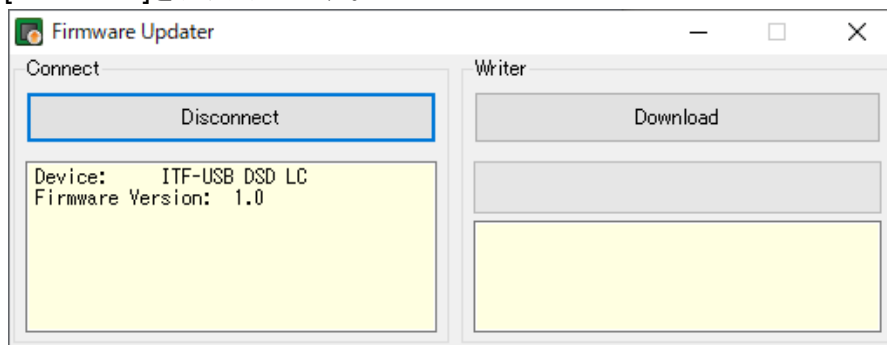 Firmware Updater
Connect
Disconnect
Device: ITF-USB DSD LC
Firmware Version: 1.0
Writer
Download